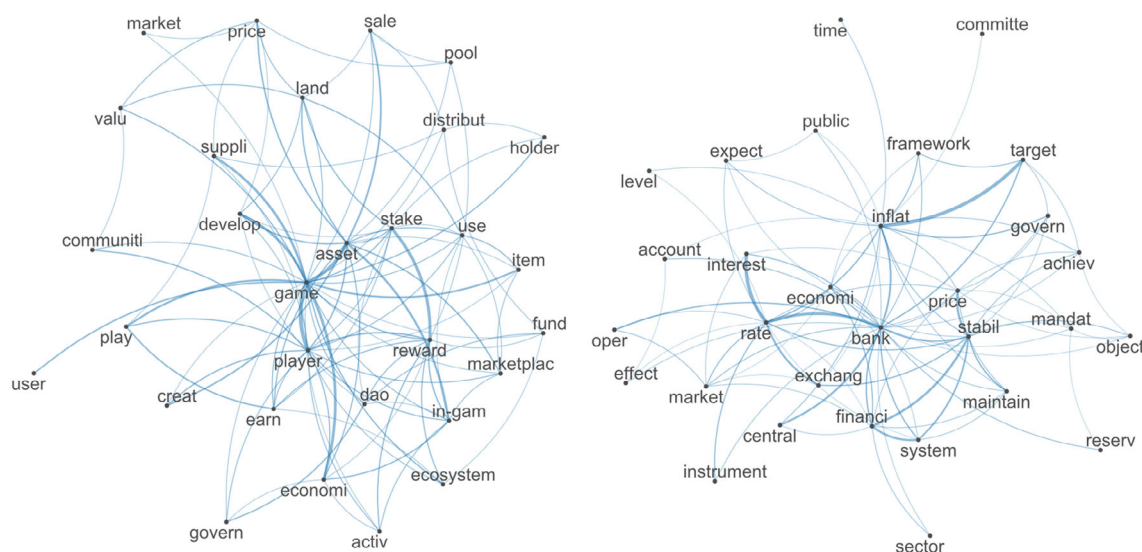 market
price
sale
pool
land
valu
distribut
suppli
holder
develop
stake
use
communiti
asset
item
game
fund
play
player
reward
marketplac
user
creat
dao
earn
in-gam
ecosystem
economi
govern
activ
time
committe
public
framework
expect
target
level
inflat
govern
account
interest
achiev
economi
price
oper
rate
bank
stabil
mandat
object
effect
exchang
market
maintain
central
financi
system
reserv
instrument
sector